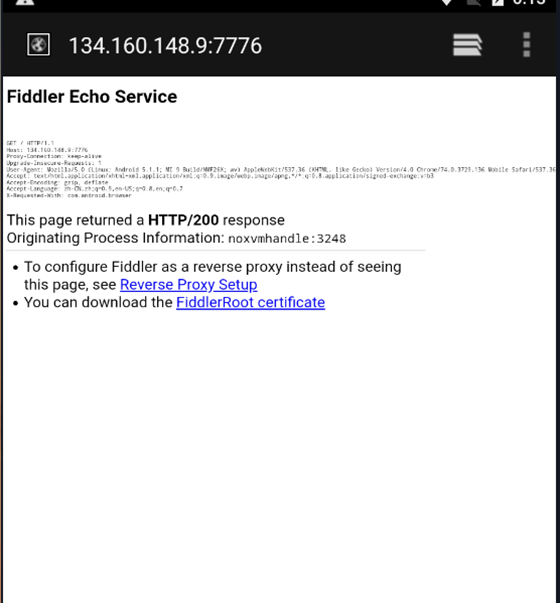 134.160.148.9:7776
Fiddler Echo Service
GET / HTTP/1.1
Host: 134.160.148.9:7776
Proxy-Connection: keep-alive
Upgrade-Insecure-Requests: 1
User-Agent: Mozilla/5.0 (Linux; Android 5.1.1; MI 9 Build/NMF26X; wv) AppleWebKit/537.36 (KHTML, like Gecko) Version/4.0 Chrome/74.0.3729.136 Mobile Safari/537.36
Accept: text/html,application/xhtml+xml,application/xml;q=0.9,image/webp,image/apng,*/*;q=0.8,application/signed-exchange;v=b3
Accept-Encoding: gzip, deflate
Accept-Language: zh-CN,zh;q=0.9,en-US;q=0.8,en;q=0.7
X-Requested-With: com.android.browser
This page returned a HTTP/200 response
Originating Process Information: noxvmhandle:3248
• To configure Fiddler as a reverse proxy instead of seeing
this page, see Reverse Proxy Setup
• You can download the FiddlerRoot certificate